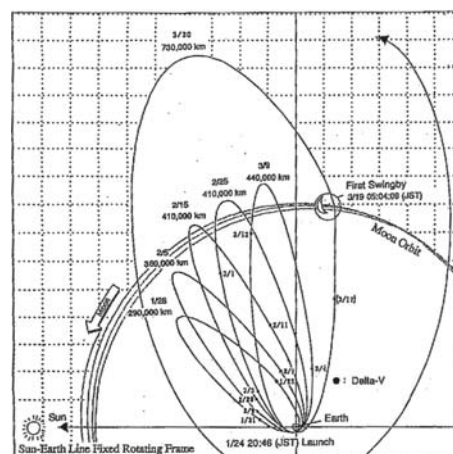 3/30
730,000 km
3/9
440,000 km
2/25
410,000 km
2/15
410,000 km
2/5
380,000 km
1/28
290,000 km
First Swingby
3/19 05:04:09 (JST)
Moon Orbit
Moon
3/12
2/11
2/1
: Delta-V
Sun
Earth
1/24 20:46 (JST) Launch
Sun-Earth Line Fixed Rotating Frame